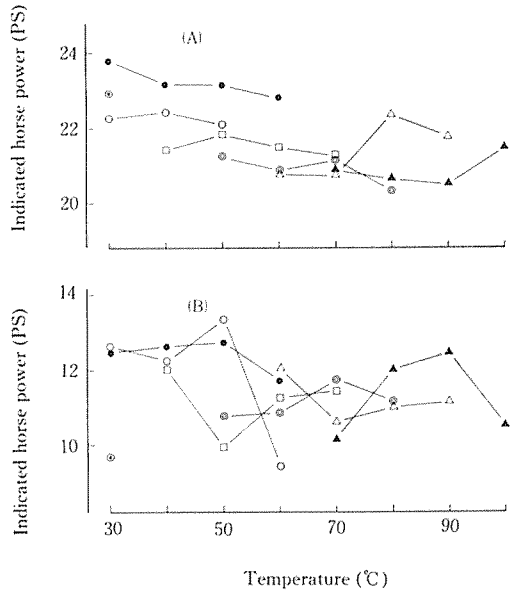 Indicated horse power (PS)
24
22
20
(A)
Indicated horse power (PS)
14
12
10
(B)
30
50
70
90
Temperature (℃)